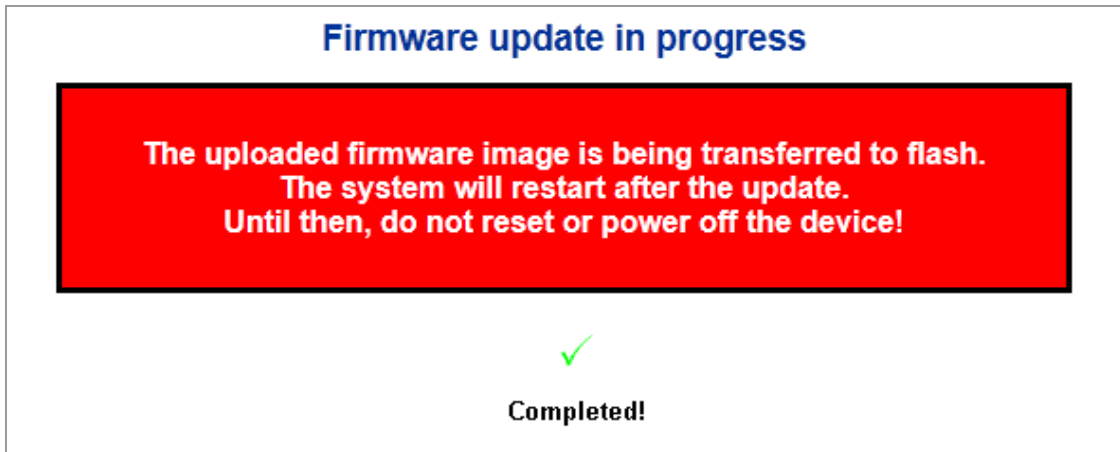 Firmware update in progress
The uploaded firmware image is being transferred to flash.
The system will restart after the update.
Until then, do not reset or power off the device!
Completed!